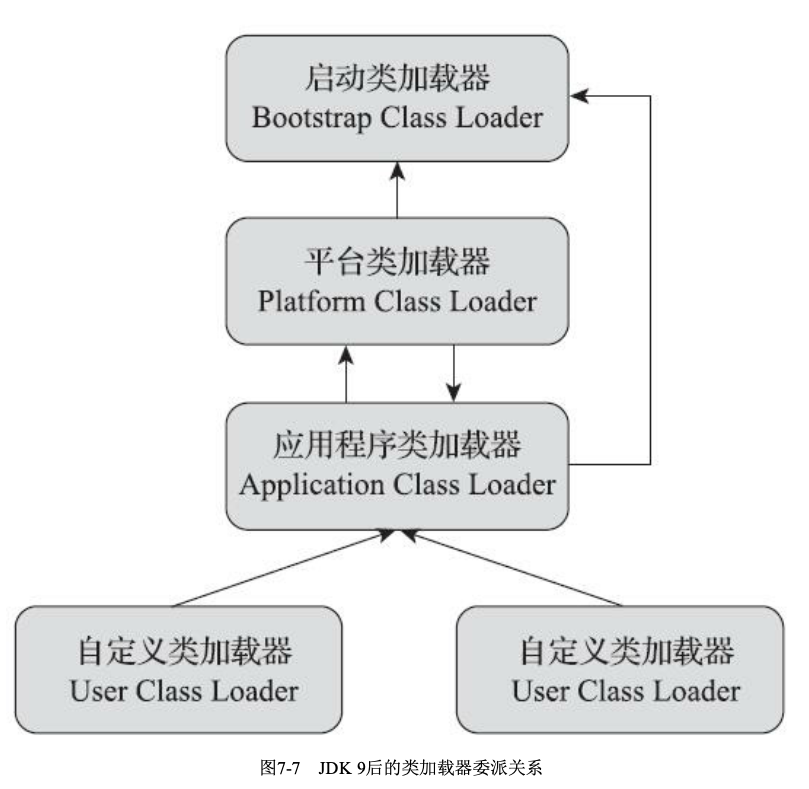 启动类加载器
Bootstrap Class Loader
平台类加载器
Platform Class Loader
应用程序类加载器
Application Class Loader
自定义类加载器
User Class Loader
自定义类加载器
User Class Loader
图7-7 JDK 9后的类加载器委派关系